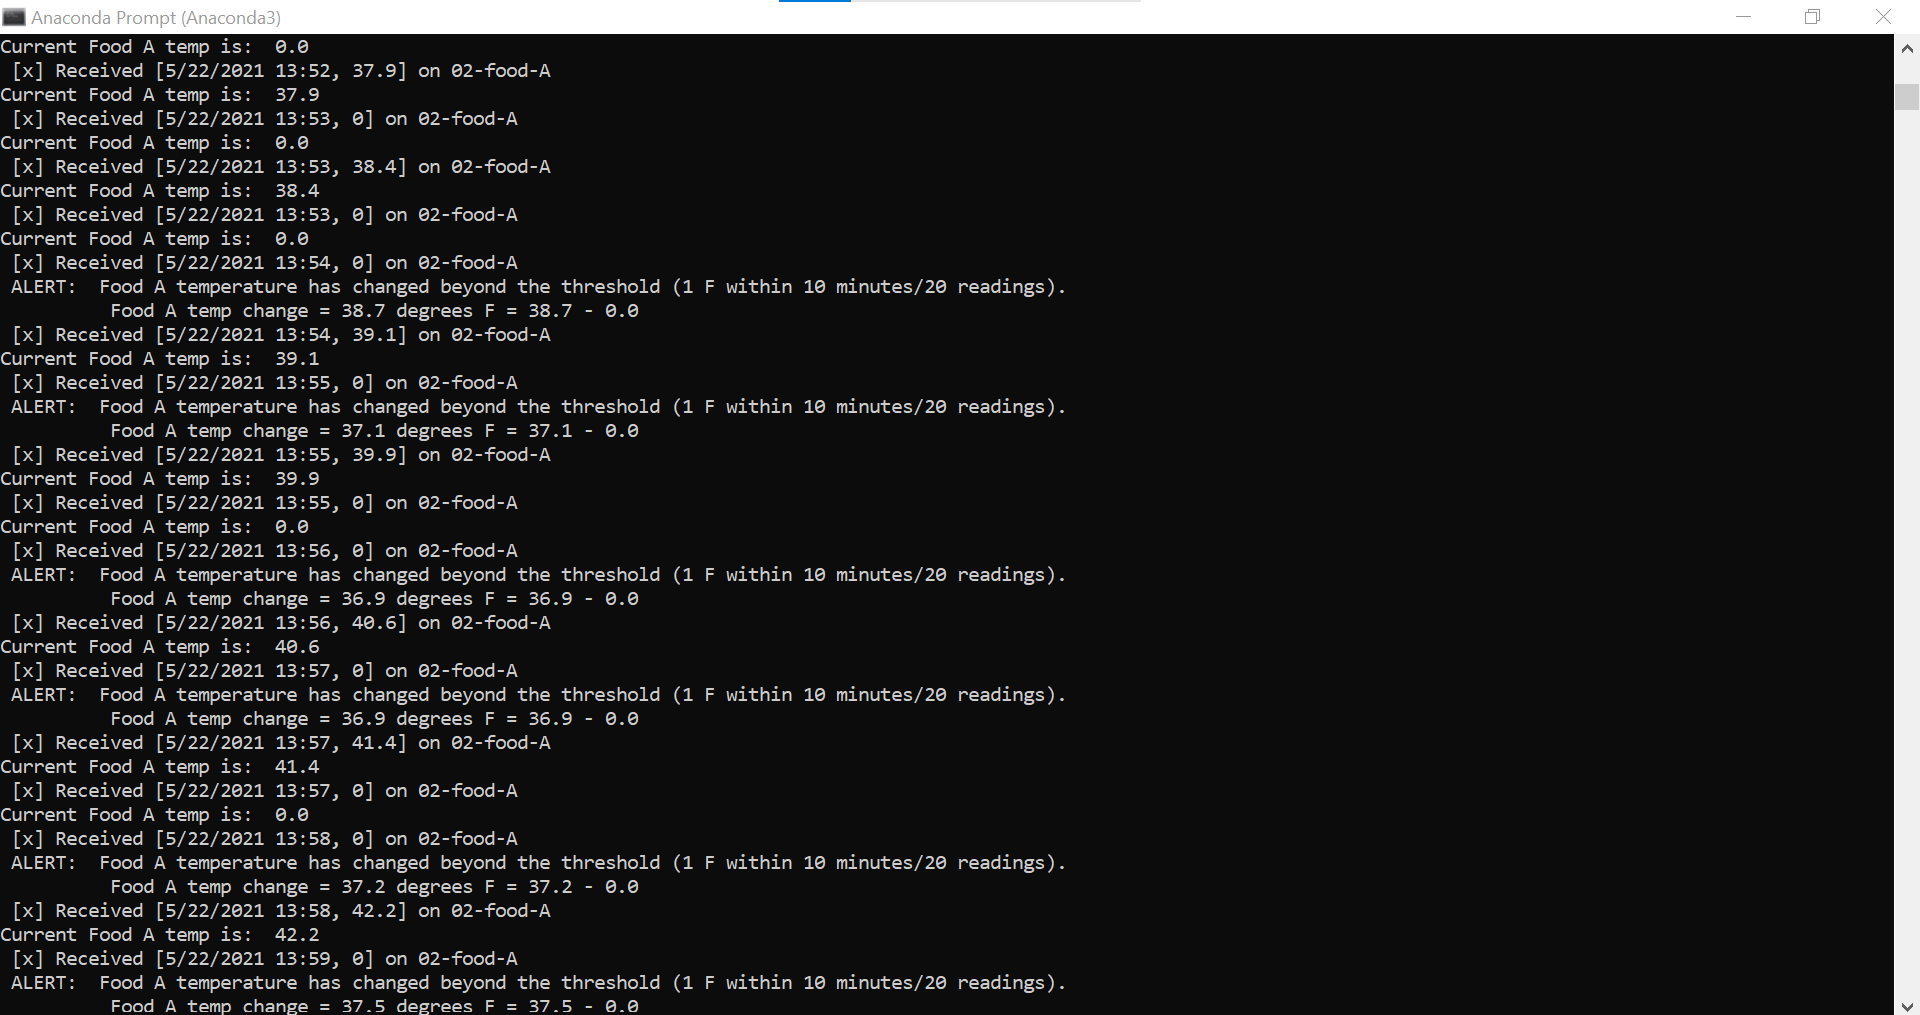 Anaconda Prompt (Anaconda3)
Current Food A temp is:  0.0
 [x] Received [5/22/2021 13:52, 37.9] on 02-food-A
Current Food A temp is:  37.9
 [x] Received [5/22/2021 13:53, 0] on 02-food-A
Current Food A temp is:  0.0
 [x] Received [5/22/2021 13:53, 38.4] on 02-food-A
Current Food A temp is:  38.4
 [x] Received [5/22/2021 13:53, 0] on 02-food-A
Current Food A temp is:  0.0
 [x] Received [5/22/2021 13:54, 0] on 02-food-A
 ALERT:  Food A temperature has changed beyond the threshold (1 F within 10 minutes/20 readings).
          Food A temp change = 38.7 degrees F = 38.7 - 0.0
 [x] Received [5/22/2021 13:54, 39.1] on 02-food-A
Current Food A temp is:  39.1
 [x] Received [5/22/2021 13:55, 0] on 02-food-A
 ALERT:  Food A temperature has changed beyond the threshold (1 F within 10 minutes/20 readings).
          Food A temp change = 37.1 degrees F = 37.1 - 0.0
 [x] Received [5/22/2021 13:55, 39.9] on 02-food-A
Current Food A temp is:  39.9
 [x] Received [5/22/2021 13:55, 0] on 02-food-A
Current Food A temp is:  0.0
 [x] Received [5/22/2021 13:56, 0] on 02-food-A
 ALERT:  Food A temperature has changed beyond the threshold (1 F within 10 minutes/20 readings).
          Food A temp change = 36.9 degrees F = 36.9 - 0.0
 [x] Received [5/22/2021 13:56, 40.6] on 02-food-A
Current Food A temp is:  40.6
 [x] Received [5/22/2021 13:57, 0] on 02-food-A
 ALERT:  Food A temperature has changed beyond the threshold (1 F within 10 minutes/20 readings).
          Food A temp change = 36.9 degrees F = 36.9 - 0.0
 [x] Received [5/22/2021 13:57, 41.4] on 02-food-A
Current Food A temp is:  41.4
 [x] Received [5/22/2021 13:57, 0] on 02-food-A
Current Food A temp is:  0.0
 [x] Received [5/22/2021 13:58, 0] on 02-food-A
 ALERT:  Food A temperature has changed beyond the threshold (1 F within 10 minutes/20 readings).
          Food A temp change = 37.2 degrees F = 37.2 - 0.0
 [x] Received [5/22/2021 13:58, 42.2] on 02-food-A
Current Food A temp is:  42.2
 [x] Received [5/22/2021 13:59, 0] on 02-food-A
 ALERT:  Food A temperature has changed beyond the threshold (1 F within 10 minutes/20 readings).
          Food A temp change = 37.5 degrees F = 37.5 - 0.0